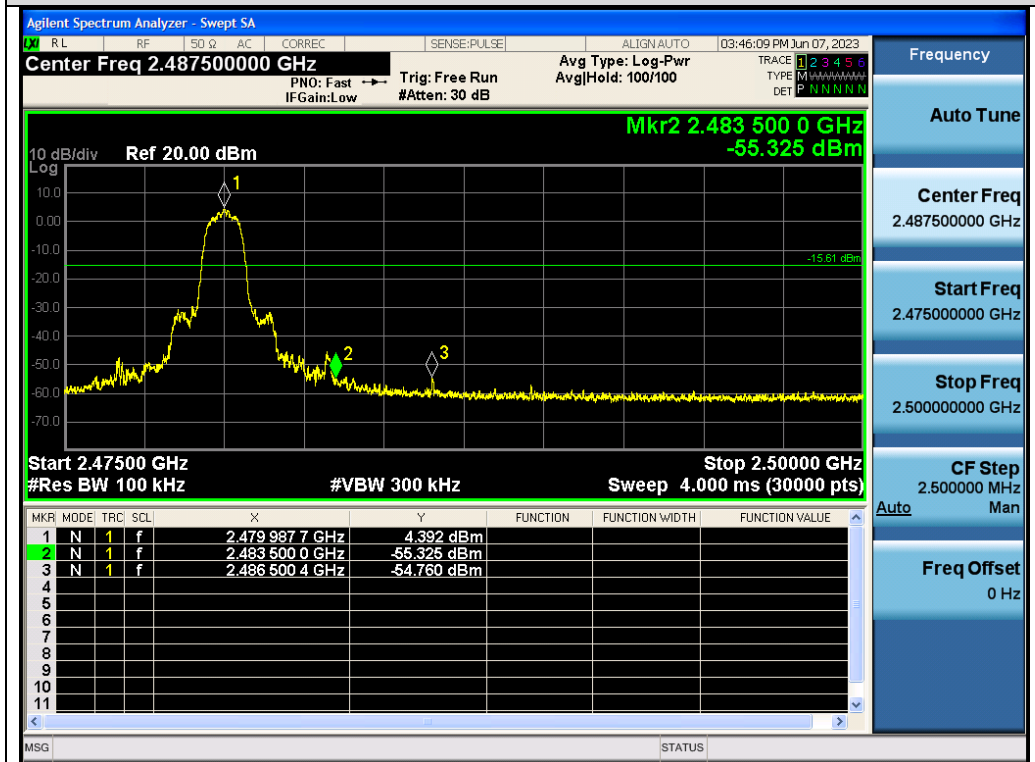 Agilent Spectrum Analyzer - Swept SA
LXI RL RF 50 Ω AC CORREC SENSE:PULSE ALIGN AUTO 03:46:09 PM Jun 07, 2023
Center Freq 2.487500000 GHz
PNO: Fast
IFGain:Low
Trig: Free Run
#Atten: 30 dB
Avg Type: Log-Pwr
Avg|Hold: 100/100
TRACE 1 2 3 4 5 6
TYPE M
DET P N N N N N
Mkr2 2.483 500 0 GHz
-55.325 dBm
10 dB/div Ref 20.00 dBm
Log
10.0
0.00
-10.0
-20.0
-30.0
-40.0
-50.0
-60.0
-70.0
1
2
3
-15.61 dBm
Start 2.47500 GHz Stop 2.50000 GHz
#Res BW 100 kHz #VBW 300 kHz Sweep 4.000 ms (30000 pts)
MKR MODE TRC SCL X Y FUNCTION FUNCTION WIDTH FUNCTION VALUE
1 N 1 f 2.479 987 7 GHz 4.392 dBm
2 N 1 f 2.483 500 0 GHz -55.325 dBm
3 N 1 f 2.486 500 4 GHz -54.760 dBm
4
5
6
7
8
9
10
11
MSG STATUS
Frequency
Auto Tune
Center Freq
2.487500000 GHz
Start Freq
2.475000000 GHz
Stop Freq
2.500000000 GHz
CF Step
2.500000 MHz
Auto Man
Freq Offset
0 Hz